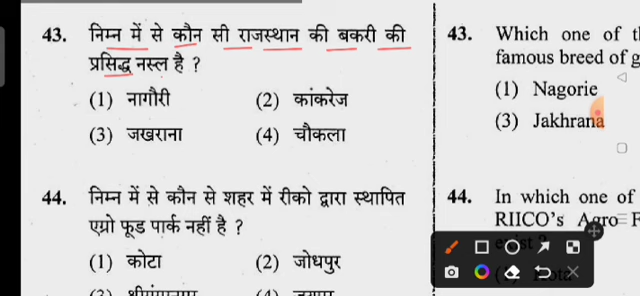 43. निम्न में से कौन सी राजस्थान की बकरी की
प्रसिद्ध नस्ल है ?
(1) नागौरी (2) कांकरेज
(3) जखराना (4) चौकला
44. निम्न में से कौन से शहर में रीको द्वारा स्थापित
एग्रो फूड पार्क नहीं है ?
(1) कोटा (2) जोधपुर
43. Which one of
famous breed of
(1) Nagorie
(3) Jakhrana
44. In which one of
RIICO's Agro